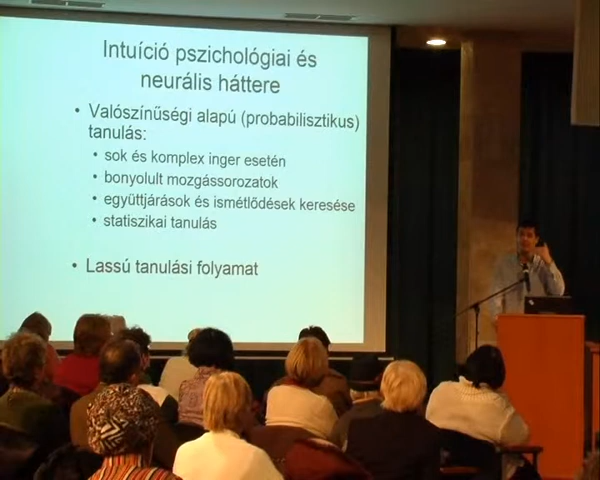 Intuíció pszichológiai és
neurális háttere
• Valószínűségi alapú (probabilisztikus)
tanulás:
• sok és komplex inger esetén
• bonyolult mozgássorozatok
• együttjárások és ismétlődések keresése
• statiszikai tanulás
• Lassú tanulási folyamat